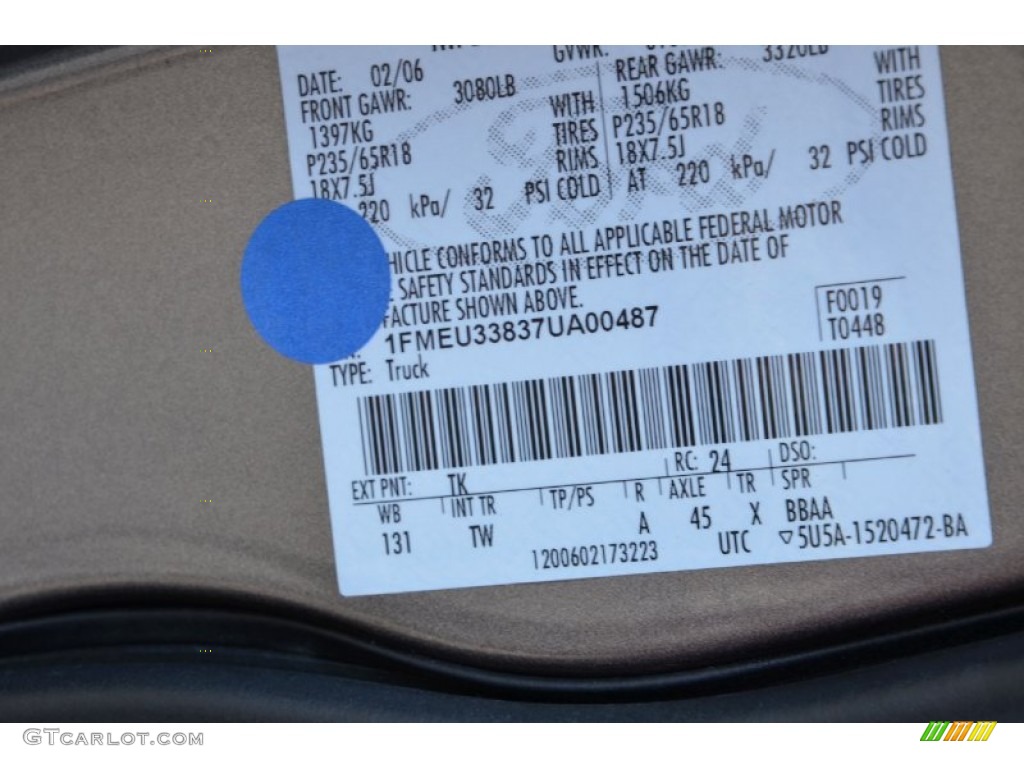 GVWR:
DATE: 02/06
FRONT GAWR: 3080LB
1397KG WITH
P235/65R18 TIRES
18X7.5J RIMS
220 kPa/ 32 PSI COLD
REAR GAWR: 3320LB
1506KG WITH
P235/65R18 TIRES
18X7.5J RIMS
AT 220 kPa/ 32 PSI COLD
HICLE CONFORMS TO ALL APPLICABLE FEDERAL MOTOR
SAFETY STANDARDS IN EFFECT ON THE DATE OF
FACTURE SHOWN ABOVE.
1FMEU33837UA00487
F0019
T0448
TYPE: Truck
EXT PNT: TK RC: 24 DSO:
WB INT TR TP/PS R AXLE TR SPR
131 TW A 45 X BBAA
1200602173223 UTC ▽5U5A-1520472-BA
GTCARLOT.COM